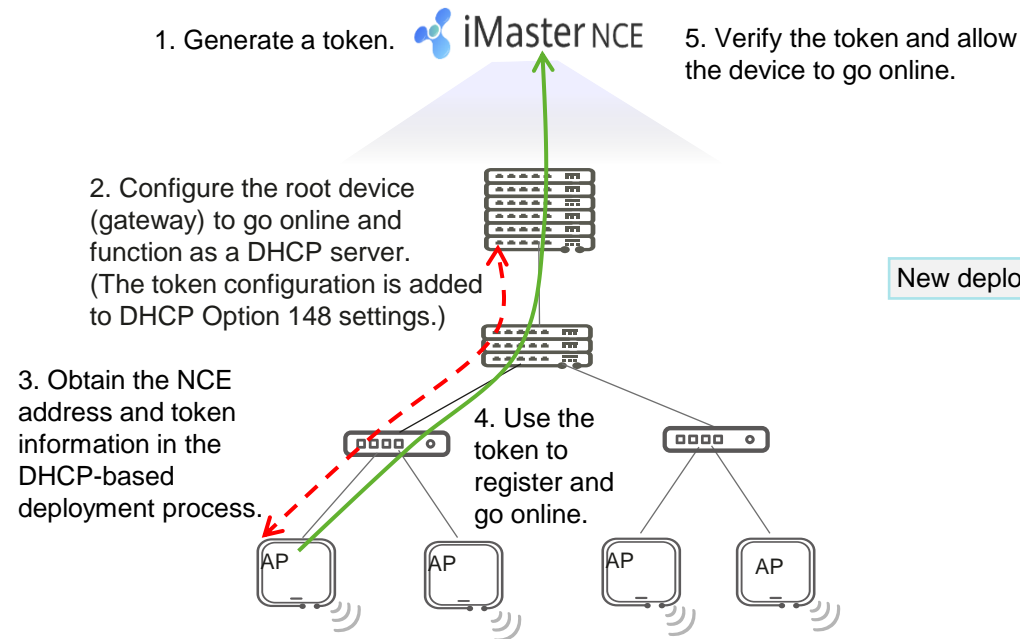 1. Generate a token.
iMaster NCE
5. Verify the token and allow
the device to go online.
2. Configure the root device
(gateway) to go online and
function as a DHCP server.
(The token configuration is added
to DHCP Option 148 settings.)
New deplo
3. Obtain the NCE
address and token
information in the
DHCP-based
deployment process.
4. Use the
token to
register and
go online.
AP
AP
AP
AP